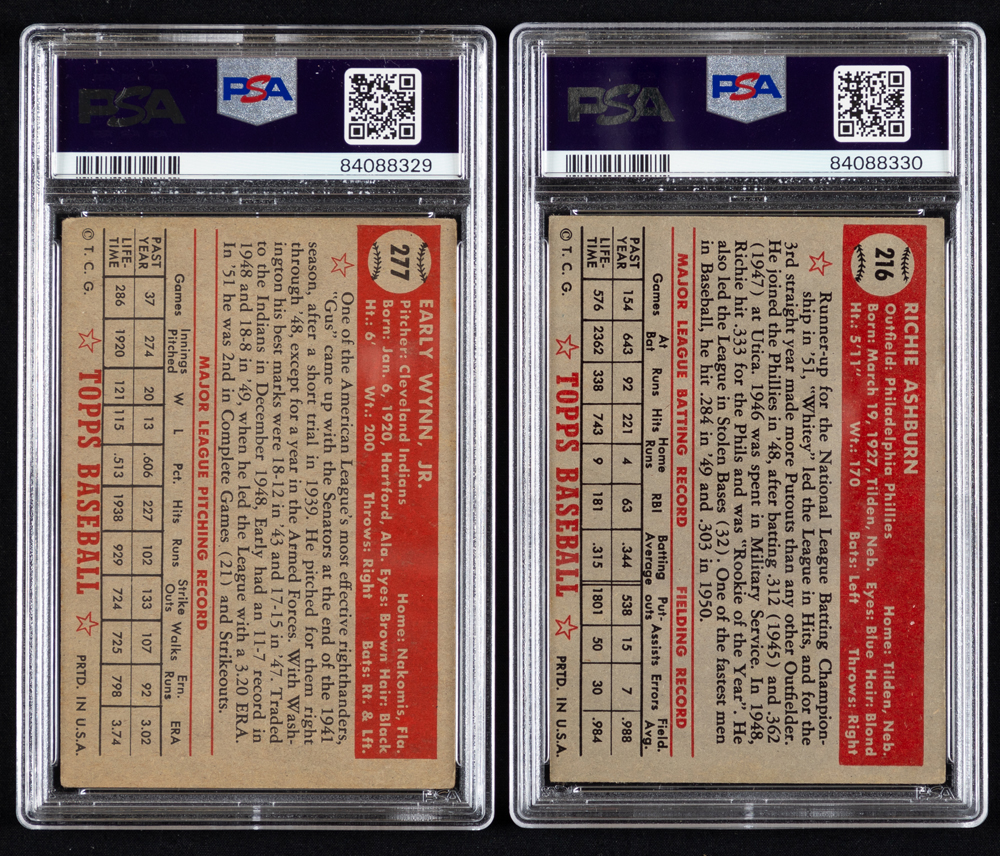 PSA
PSA
84088329
277
EARLY WYNN, JR.
Pitcher: Cleveland Indians Home: Nakomis, Fla.
Born: Jan. 6, 1920, Hartford, Ala. Eyes: Brown Hair: Black
Ht.: 6' Wt.: 200 Throws: Right Bats: Rt. & Lft.
One of the American League's most effective righthanders,
"Gus" came up with the Senators at the end of the 1941
season, after a short trial in 1939. He pitched for them right
through '48, except for a year in the Armed Forces. With Wash-
ington his best marks were 18-12 in '43 and 17-15 in '47. Traded
to the Indians in December 1948, Early had an 11-7 record in
1948 and 18-8 in '49, when he led the League with a 3.20 ERA.
In '51 he was 2nd in Complete Games (21) and Strikeouts.
MAJOR LEAGUE PITCHING RECORD
Games Innings Pitched W L Pct. Hits Runs Strike Outs Walks Ern. Runs ERA
PAST YEAR 37 274 20 13 .606 227 102 133 107 92 3.02
LIFE-TIME 286 1920 121 115 .513 1938 929 724 725 798 3.74
© T. C. G. TOPPS BASEBALL PRTD. IN U.S.A.
PSA
PSA
84088330
216
RICHIE ASHBURN
Outfield: Philadelphia Phillies Home: Tilden, Neb.
Born: March 19, 1927, Tilden, Neb. Eyes: Blue Hair: Blond
Ht.: 5'11" Wt.: 170 Bats: Left Throws: Right
Runner-up for the National League Batting Champion-
ship in '51, "Whitey" led the League in Hits, and for the
3rd straight year made more Putouts than any other Outfielder.
He joined the Phillies in '48, after batting .312 (1945) and .362
(1947) at Utica. 1946 was spent in Military Service. In 1948,
Richie hit .333 for the Phils and was "Rookie of the Year". He
also led the League in Stolen Bases (32). One of the fastest men
in Baseball, he hit .284 in '49 and .303 in 1950.
MAJOR LEAGUE BATTING RECORD FIELDING RECORD
Games At Bat Runs Hits Home Runs RBI Batting Average Put-outs Assists Errors Field. Avg.
PAST YEAR 154 643 92 221 4 63 .344 538 15 7 .988
LIFE-TIME 576 2362 338 743 9 181 .315 1801 50 30 .984
© T. C. G. TOPPS BASEBALL PRTD. IN U.S.A.